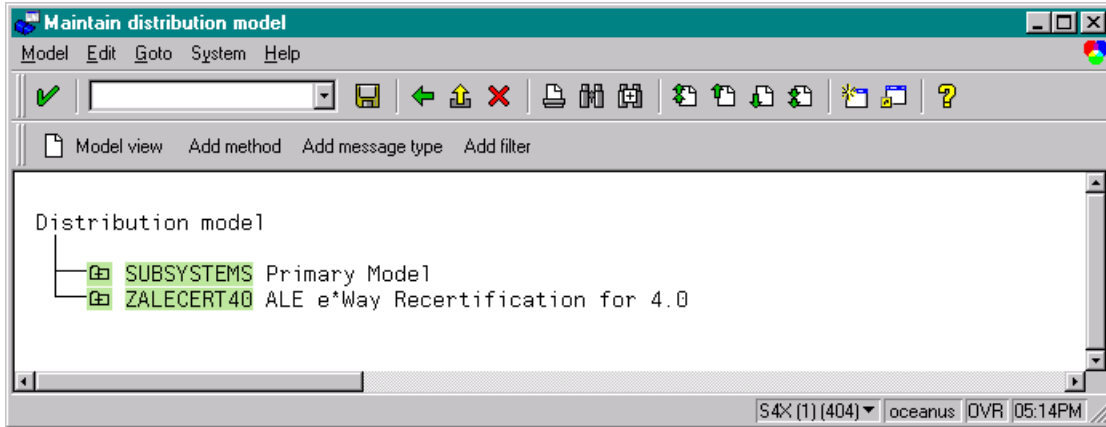 Maintain distribution model
Model Edit Goto System Help
Model view Add method Add message type Add filter
Distribution model
SUBSYSTEMS Primary Model
ZALECERT40 ALE e*Way Recertification for 4.0
S4X (1) (404) oceanus OVR 05:14PM